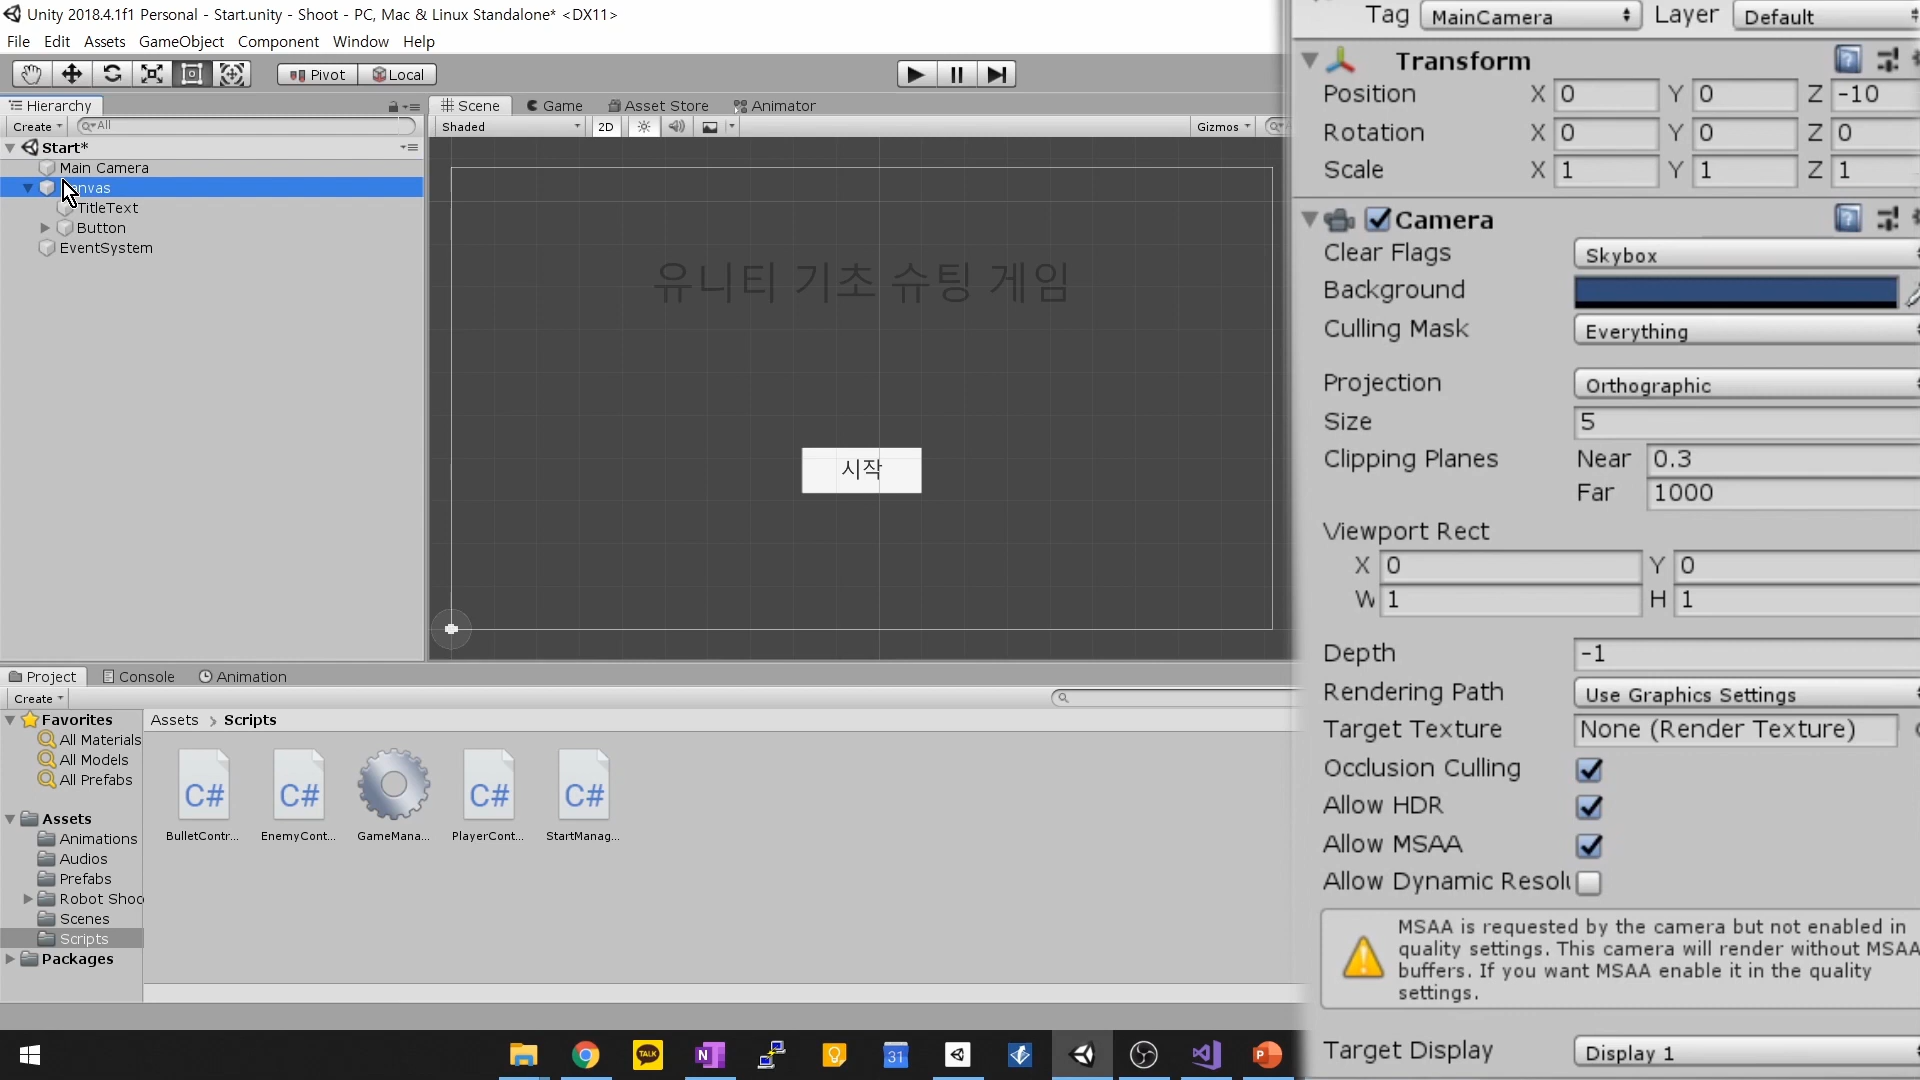 Unity 2018.4.1f1 Personal - Start.unity - Shoot - PC, Mac & Linux Standalone* <DX11>
File Edit Assets GameObject Component Window Help
Pivot Local
Hierarchy
Create All
Start*
Main Camera
TitleText
Button
EventSystem
Scene Game Asset Store Animator
Shaded 2D Gizmos
유니티 기초 슈팅 게임
시작
Project Console Animation
Create
Favorites
All Materials
All Models
All Prefabs
Assets
Animations
Audios
Prefabs
Robot Shoo
Scenes
Scripts
Packages
Assets > Scripts
C# C# C# C#
BulletContr... EnemyCont... GameMana... PlayerCont... StartManag...
Tag MainCamera Layer Default
Transform
Position X 0 Y 0 Z -10
Rotation X 0 Y 0 Z 0
Scale X 1 Y 1 Z 1
Camera
Clear Flags Skybox
Background
Culling Mask Everything
Projection Orthographic
Size 5
Clipping Planes Near 0.3
Far 1000
Viewport Rect
X 0 Y 0
W 1 H 1
Depth -1
Rendering Path Use Graphics Settings
Target Texture None (Render Texture)
Occlusion Culling
Allow HDR
Allow MSAA
Allow Dynamic Resolu
MSAA is requested by the camera but not enabled in
quality settings. This camera will render without MSAA
buffers. If you want MSAA enable it in the quality
settings.
Target Display Display 1
TALK
N
31
P